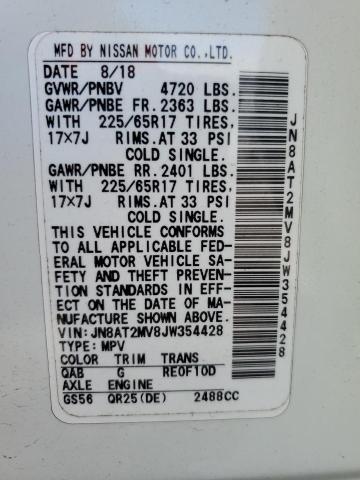 MFD BY NISSAN MOTOR CO.,LTD.
DATE 8/18
GVWR/PNBV 4720 LBS.
GAWR/PNBE FR. 2363 LBS.
WITH 225/65R17 TIRES,
17x7J RIMS. AT 33 PSI
COLD SINGLE.
GAWR/PNBE RR. 2401 LBS.
WITH 225/65R17 TIRES,
17x7J RIMS. AT 33 PSI
COLD SINGLE.
THIS VEHICLE CONFORMS
TO ALL APPLICABLE FED-
ERAL MOTOR VEHICLE SA-
FETY AND THEFT PREVEN-
TION STANDARDS IN EFF-
ECT ON THE DATE OF MA-
NUFACTURE SHOWN ABOVE.
VIN: JN8AT2MV8JW354428
TYPE: MPV
COLOR TRIM TRANS
QAB G RE0F10D
AXLE ENGINE
GS56 QR25(DE) 2488CC
JN8AT2MV8JW354428